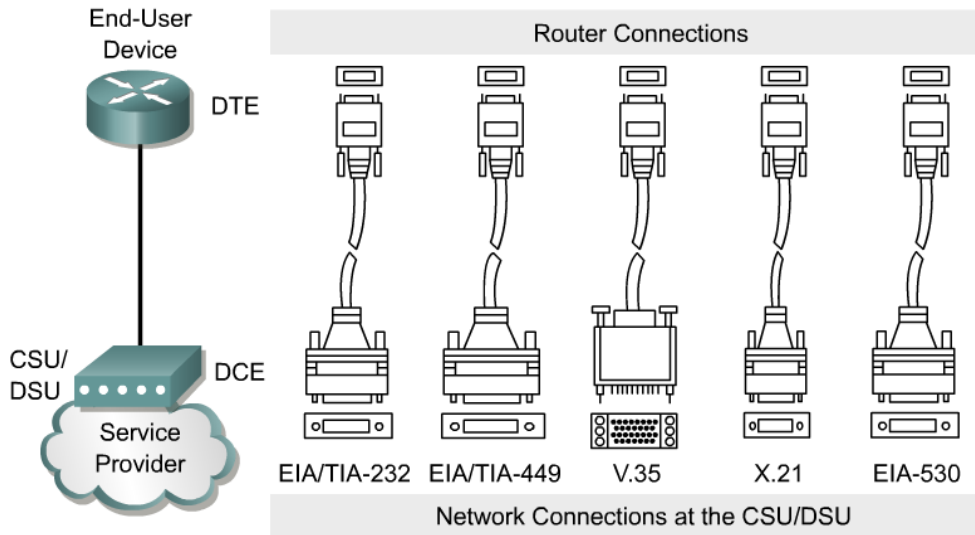 End-User
Device
DTE
CSU/
DSU
DCE
Service
Provider
Router Connections
EIA/TIA-232
EIA/TIA-449
V.35
X.21
EIA-530
Network Connections at the CSU/DSU